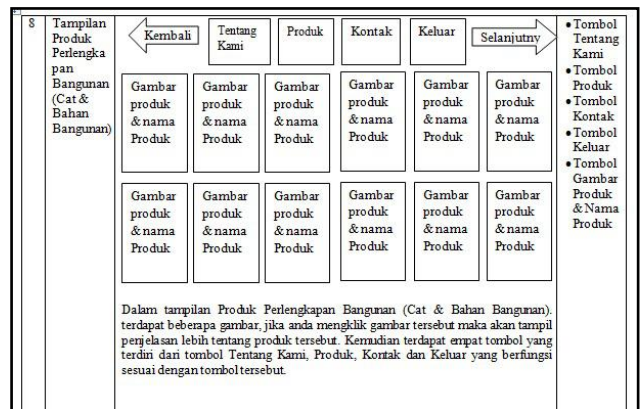 8
Tampilan
Produk
Perlengka
pan
Bangunan
(Cat &
Bahan
Bangunan)
Kembali
Tentang
Kami
Produk
Kontak
Keluar
Selanjutny
Gambar
produk
& nama
Produk
Gambar
produk
& nama
Produk
Gambar
produk
& nama
Produk
Gambar
produk
& nama
Produk
Gambar
produk
& nama
Produk
Gambar
produk
& nama
Produk
Gambar
produk
& nama
Produk
Gambar
produk
& nama
Produk
Gambar
produk
& nama
Produk
Gambar
produk
& nama
Produk
Gambar
produk
& nama
Produk
Gambar
produk
& nama
Produk
Dalam tampilan Produk Perlengkapan Bangunan (Cat & Bahan Bangunan).
terdapat beberapa gambar, jika anda mengklik gambar tersebut maka akan tampil
penjelasan lebih tentang produk tersebut. Kemudian terdapat empat tombol yang
terdiri dari tombol Tentang Kami, Produk, Kontak dan Keluar yang berfungsi
sesuai dengan tombol tersebut.
• Tombol
Tentang
Kami
• Tombol
Produk
• Tombol
Kontak
• Tombol
Keluar
• Tombol
Gambar
Produk
& Nama
Produk